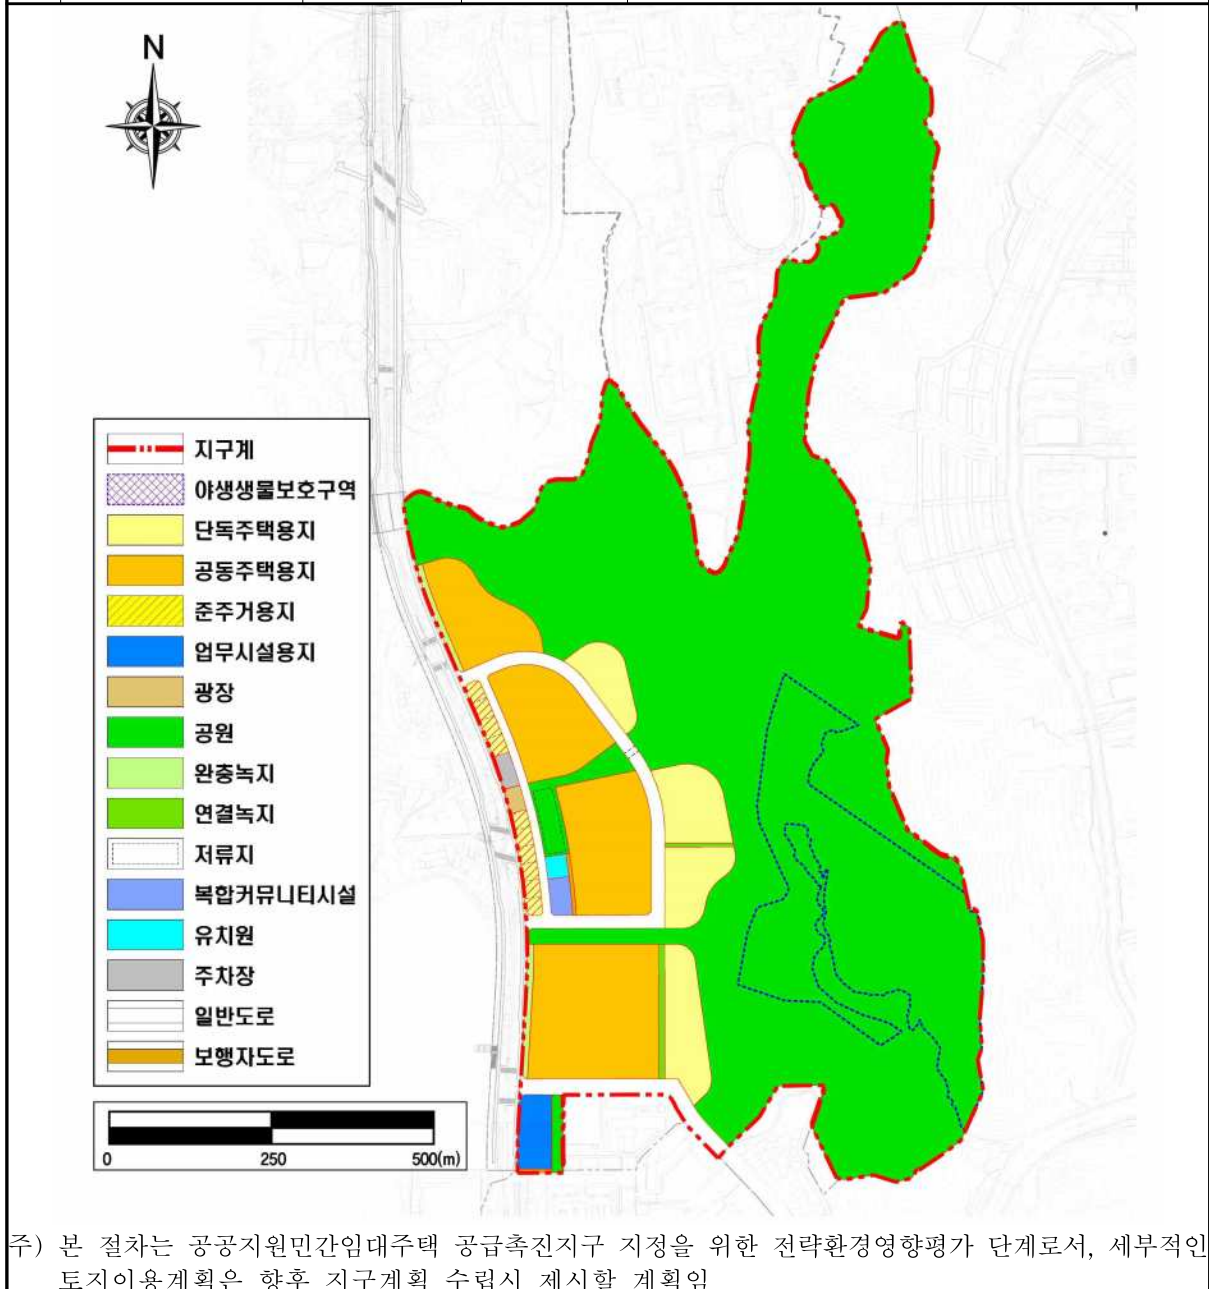 N
지구계
야생생물보호구역
단독주택용지
공동주택용지
준주거용지
업무시설용지
광장
공원
완충녹지
연결녹지
저류지
복합커뮤니티시설
유치원
주차장
일반도로
보행자도로
0 250 500(m)
주) 본 절차는 공공지원민간임대주택 공급촉진지구 지정을 위한 전략환경영향평가 단계로서, 세부적인
토지이용계획은 향후 지구계획 수립시 제시할 계획임